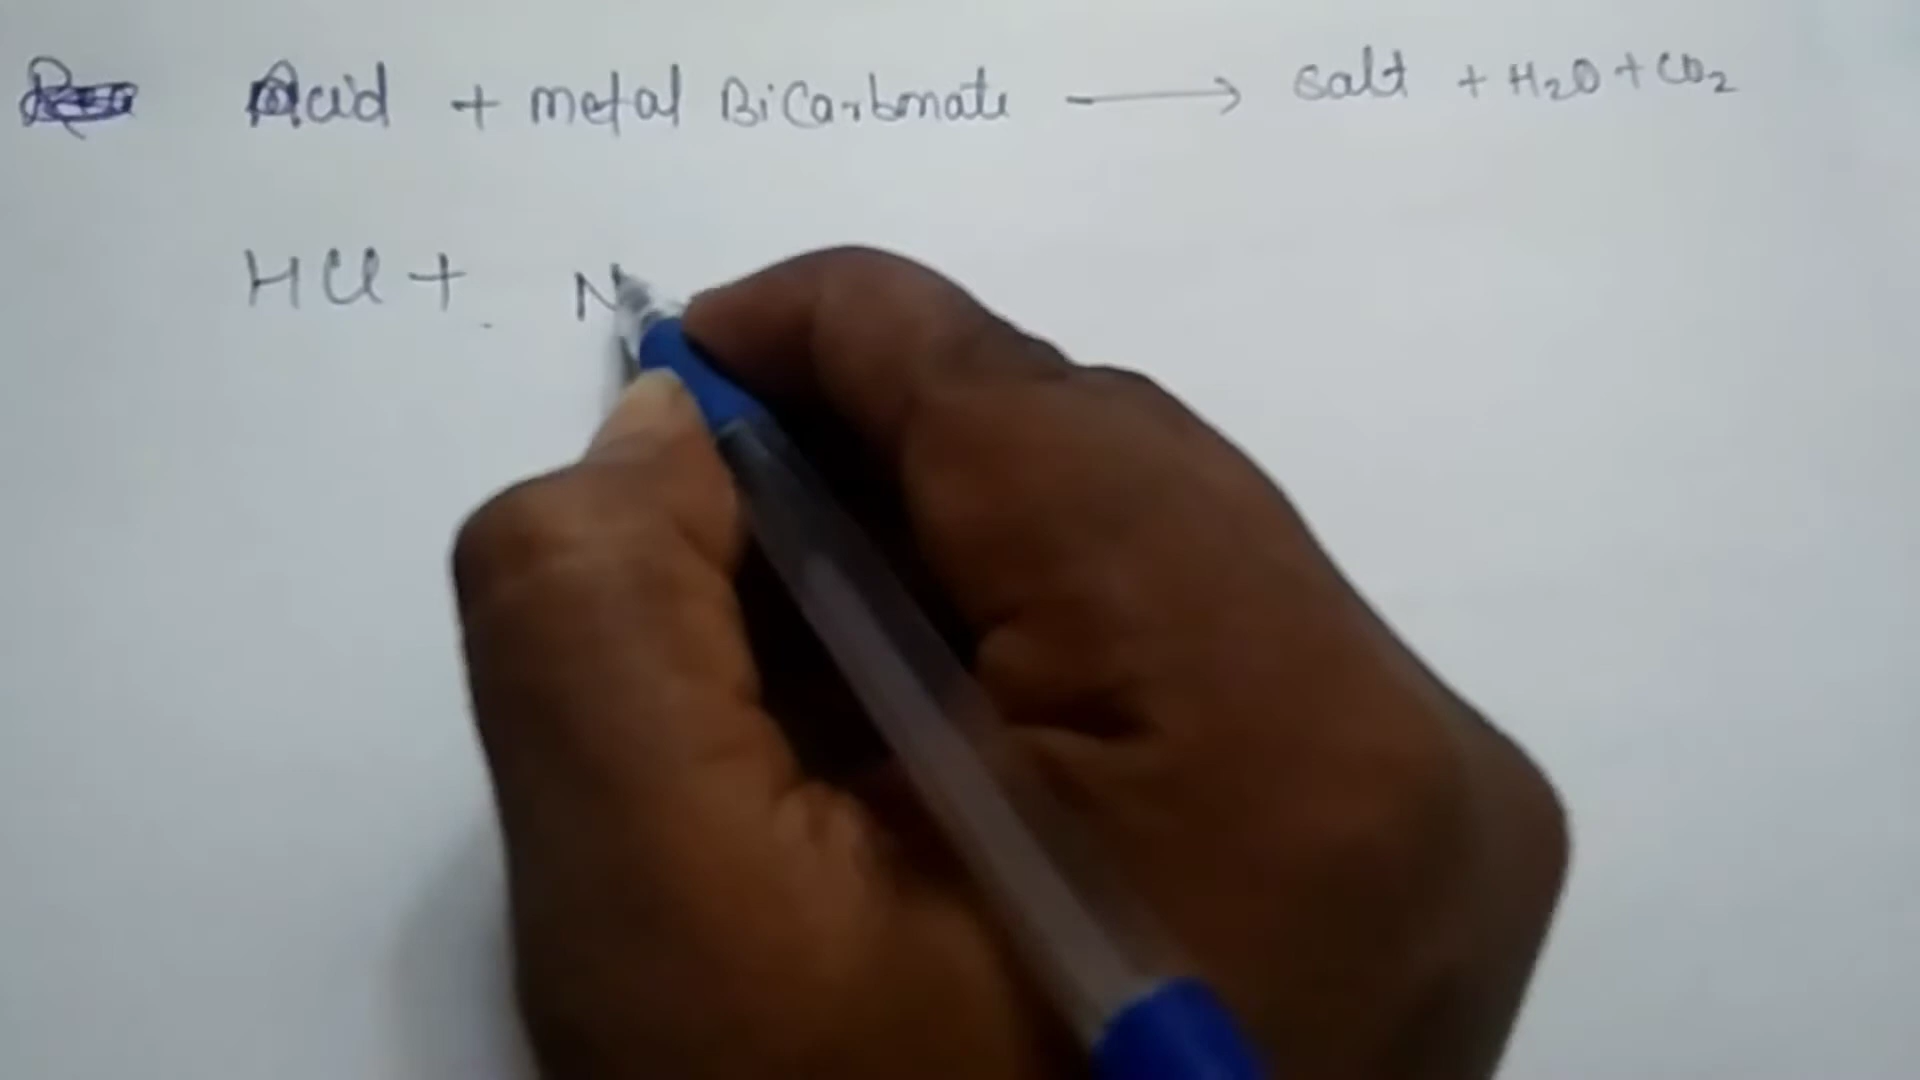 Acid + metal Bicarbonate ⟶ salt + H₂O + CO₂
HCl + N